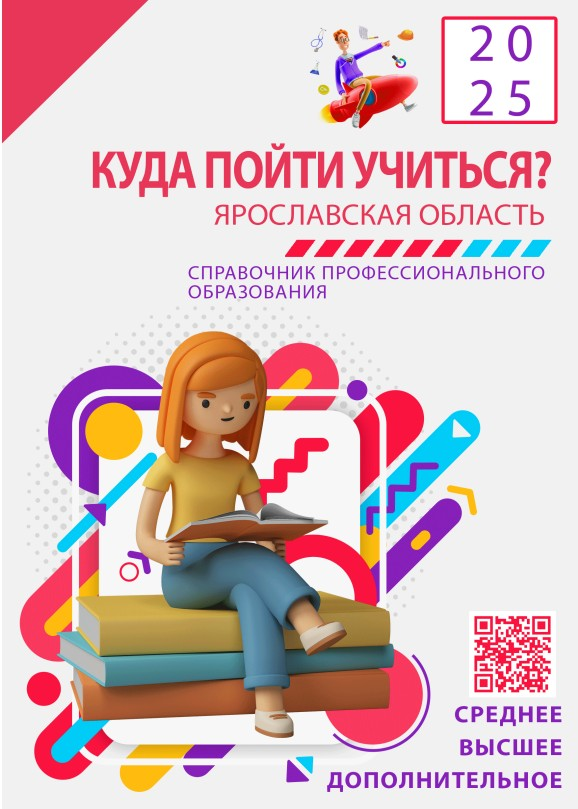 20
25
КУДА ПОЙТИ УЧИТЬСЯ?
ЯРОСЛАВСКАЯ ОБЛАСТЬ
СПРАВОЧНИК ПРОФЕССИОНАЛЬНОГО
ОБРАЗОВАНИЯ
СРЕДНЕЕ
ВЫСШЕЕ
ДОПОЛНИТЕЛЬНОЕ